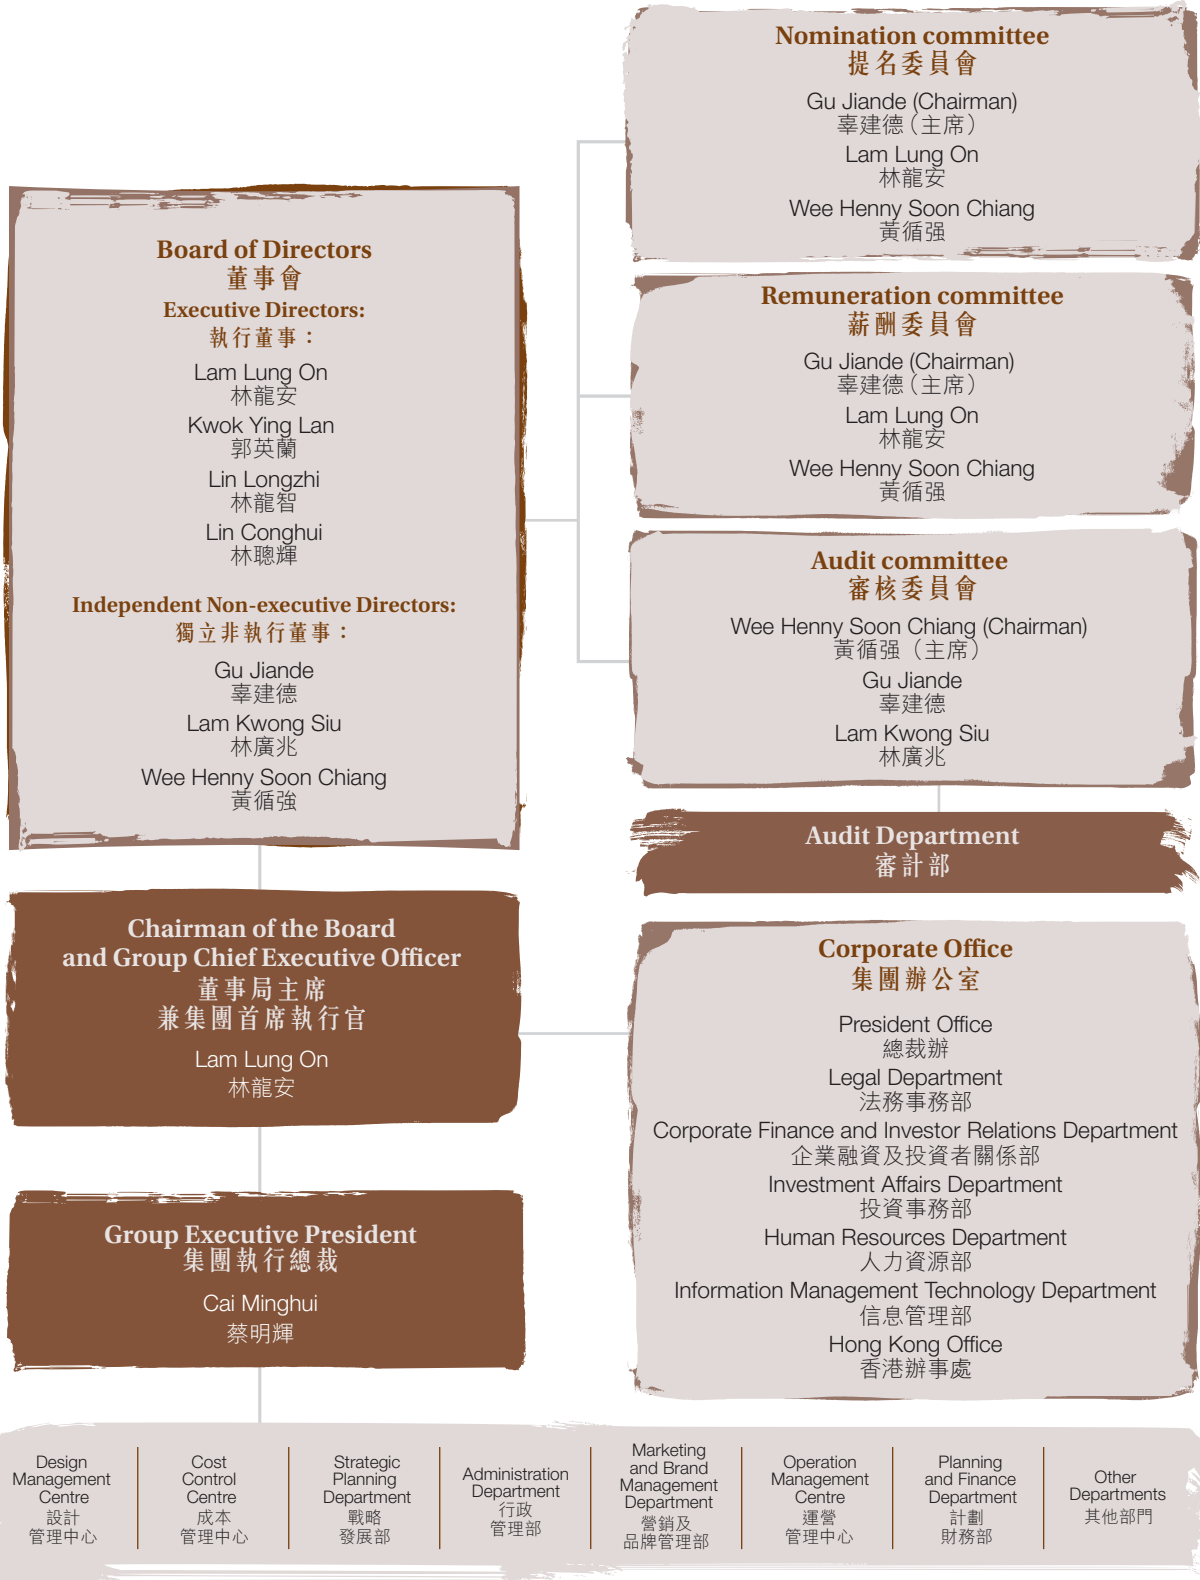 Board of Directors
董事會
Executive Directors:
執行董事：
Lam Lung On
林龍安
Kwok Ying Lan
郭英蘭
Lin Longzhi
林龍智
Lin Conghui
林聰輝
Independent Non-executive Directors:
獨立非執行董事：
Gu Jiande
辜建德
Lam Kwong Siu
林廣兆
Wee Henny Soon Chiang
黃循強
Nomination committee
提名委員會
Gu Jiande (Chairman)
辜建德（主席）
Lam Lung On
林龍安
Wee Henny Soon Chiang
黃循强
Remuneration committee
薪酬委員會
Gu Jiande (Chairman)
辜建德（主席）
Lam Lung On
林龍安
Wee Henny Soon Chiang
黃循强
Audit committee
審核委員會
Wee Henny Soon Chiang (Chairman)
黃循强（主席）
Gu Jiande
辜建德
Lam Kwong Siu
林廣兆
Audit Department
審計部
Chairman of the Board
and Group Chief Executive Officer
董事局主席
兼集團首席執行官
Lam Lung On
林龍安
Corporate Office
集團辦公室
President Office
總裁辦
Legal Department
法務事務部
Corporate Finance and Investor Relations Department
企業融資及投資者關係部
Investment Affairs Department
投資事務部
Human Resources Department
人力資源部
Information Management Technology Department
信息管理部
Hong Kong Office
香港辦事處
Group Executive President
集團執行總裁
Cai Minghui
蔡明輝
Design
Management
Centre
設計
管理中心
Cost
Control
Centre
成本
管理中心
Strategic
Planning
Department
戰略
發展部
Administration
Department
行政
管理部
Marketing
and Brand
Management
Department
營銷及
品牌管理部
Operation
Management
Centre
運營
管理中心
Planning
and Finance
Department
計劃
財務部
Other
Departments
其他部門